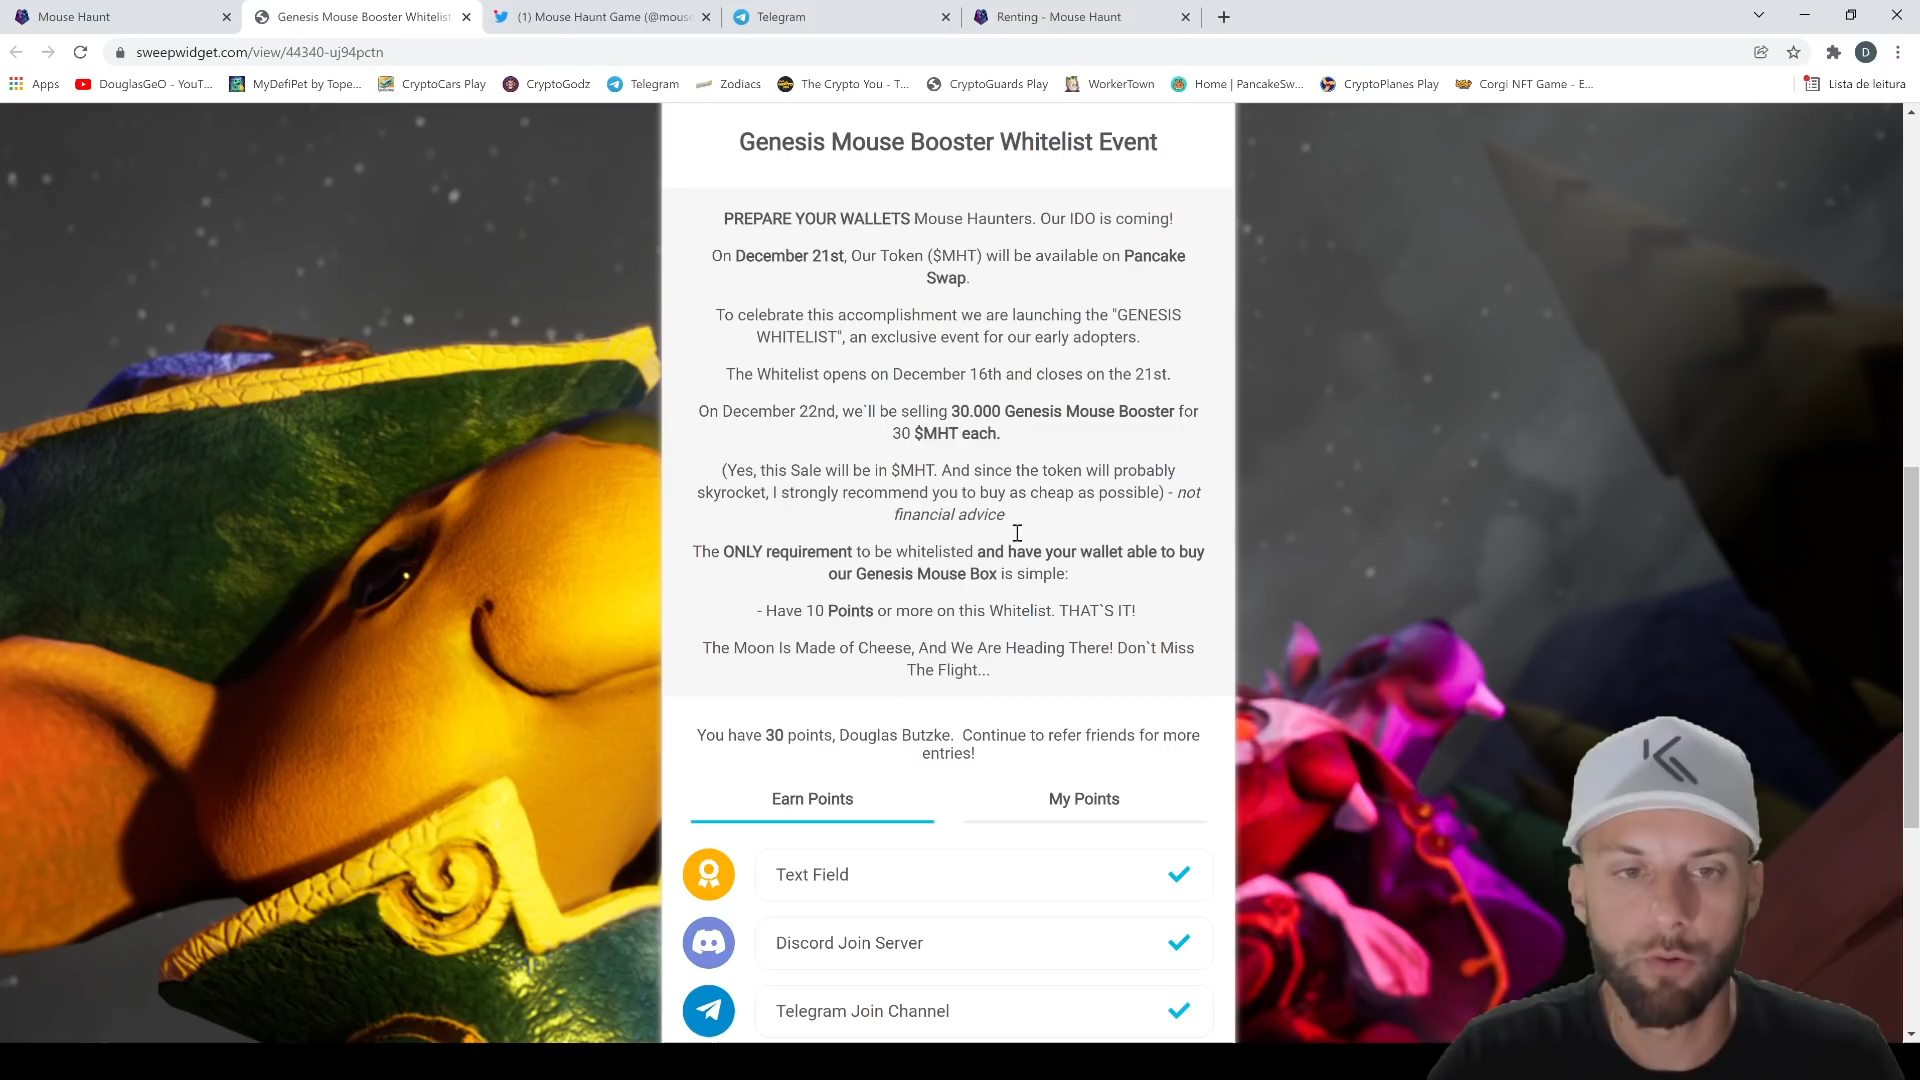 Mouse Haunt
Genesis Mouse Booster Whitelist
(1) Mouse Haunt Game (@mouse
Telegram
Renting - Mouse Haunt
sweepwidget.com/view/44340-uj94pctn
D
Apps
DouglasGeO - YouT...
MyDefiPet by Tope...
CryptoCars Play
CryptoGodz
Telegram
Zodiacs
The Crypto You - T...
CryptoGuards Play
WorkerTown
Home | PancakeSw...
CryptoPlanes Play
Corgi NFT Game - E...
Lista de leitura
Genesis Mouse Booster Whitelist Event
PREPARE YOUR WALLETS Mouse Haunters. Our IDO is coming!
On December 21st, Our Token ($MHT) will be available on Pancake
Swap.
To celebrate this accomplishment we are launching the "GENESIS
WHITELIST", an exclusive event for our early adopters.
The Whitelist opens on December 16th and closes on the 21st.
On December 22nd, we`ll be selling 30.000 Genesis Mouse Booster for
30 $MHT each.
(Yes, this Sale will be in $MHT. And since the token will probably
skyrocket, I strongly recommend you to buy as cheap as possible) - not
financial advice
The ONLY requirement to be whitelisted and have your wallet able to buy
our Genesis Mouse Box is simple:
- Have 10 Points or more on this Whitelist. THAT`S IT!
The Moon Is Made of Cheese, And We Are Heading There! Don`t Miss
The Flight...
You have 30 points, Douglas Butzke. Continue to refer friends for more
entries!
Earn Points
My Points
Text Field
Discord Join Server
Telegram Join Channel